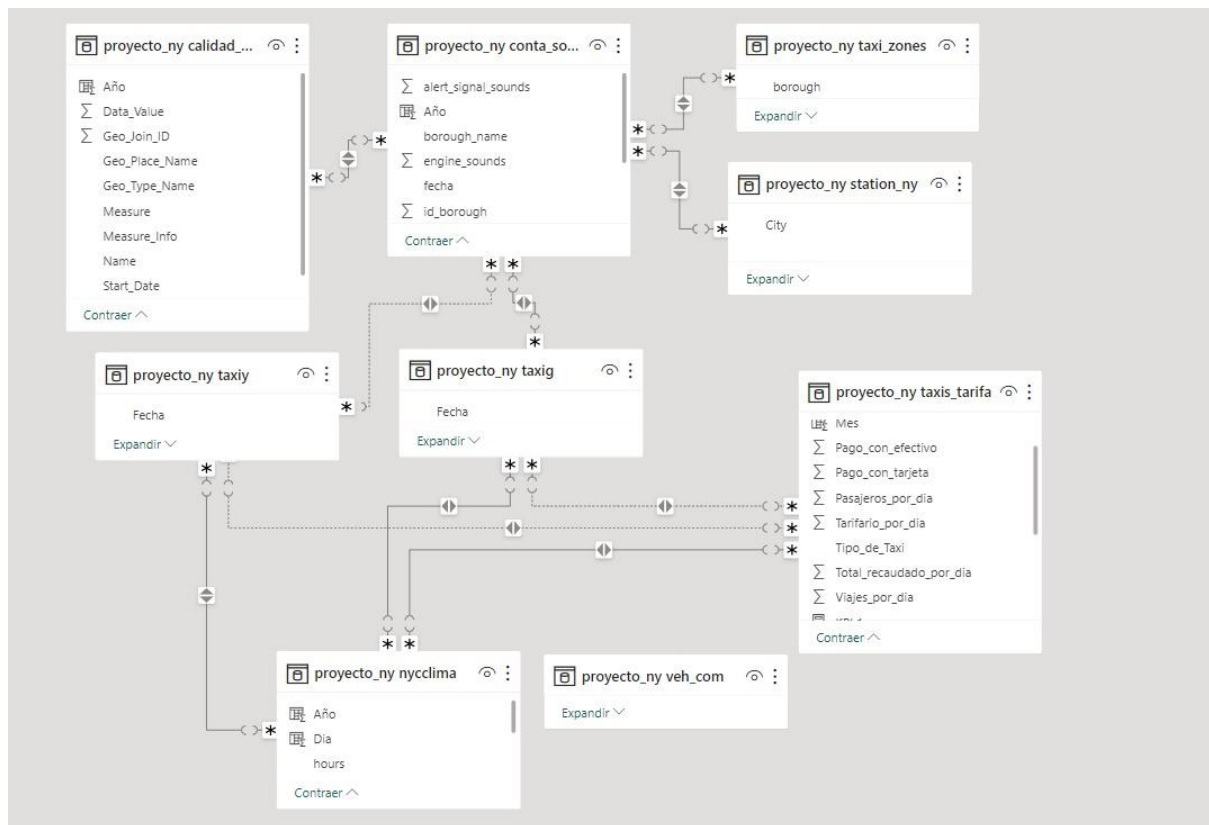 proyecto_ny calidad_...
Año
Data_Value
Geo_Join_ID
Geo_Place_Name
Geo_Type_Name
Measure
Measure_Info
Name
Start_Date
Contraer
proyecto_ny conta_so...
alert_signal_sounds
Año
borough_name
engine_sounds
fecha
id_borough
Contraer
proyecto_ny taxi_zones
borough
Expandir
proyecto_ny station_ny
City
Expandir
proyecto_ny taxiy
Fecha
Expandir
proyecto_ny taxig
Fecha
Expandir
proyecto_ny taxis_tarifa
Mes
Pago_con_efectivo
Pago_con_tarjeta
Pasajeros_por_dia
Tarifario_por_dia
Tipo_de_Taxi
Total_recaudado_por_dia
Viajes_por_dia
Contraer
proyecto_ny nycclima
Año
Dia
hours
Contraer
proyecto_ny veh_com
Expandir